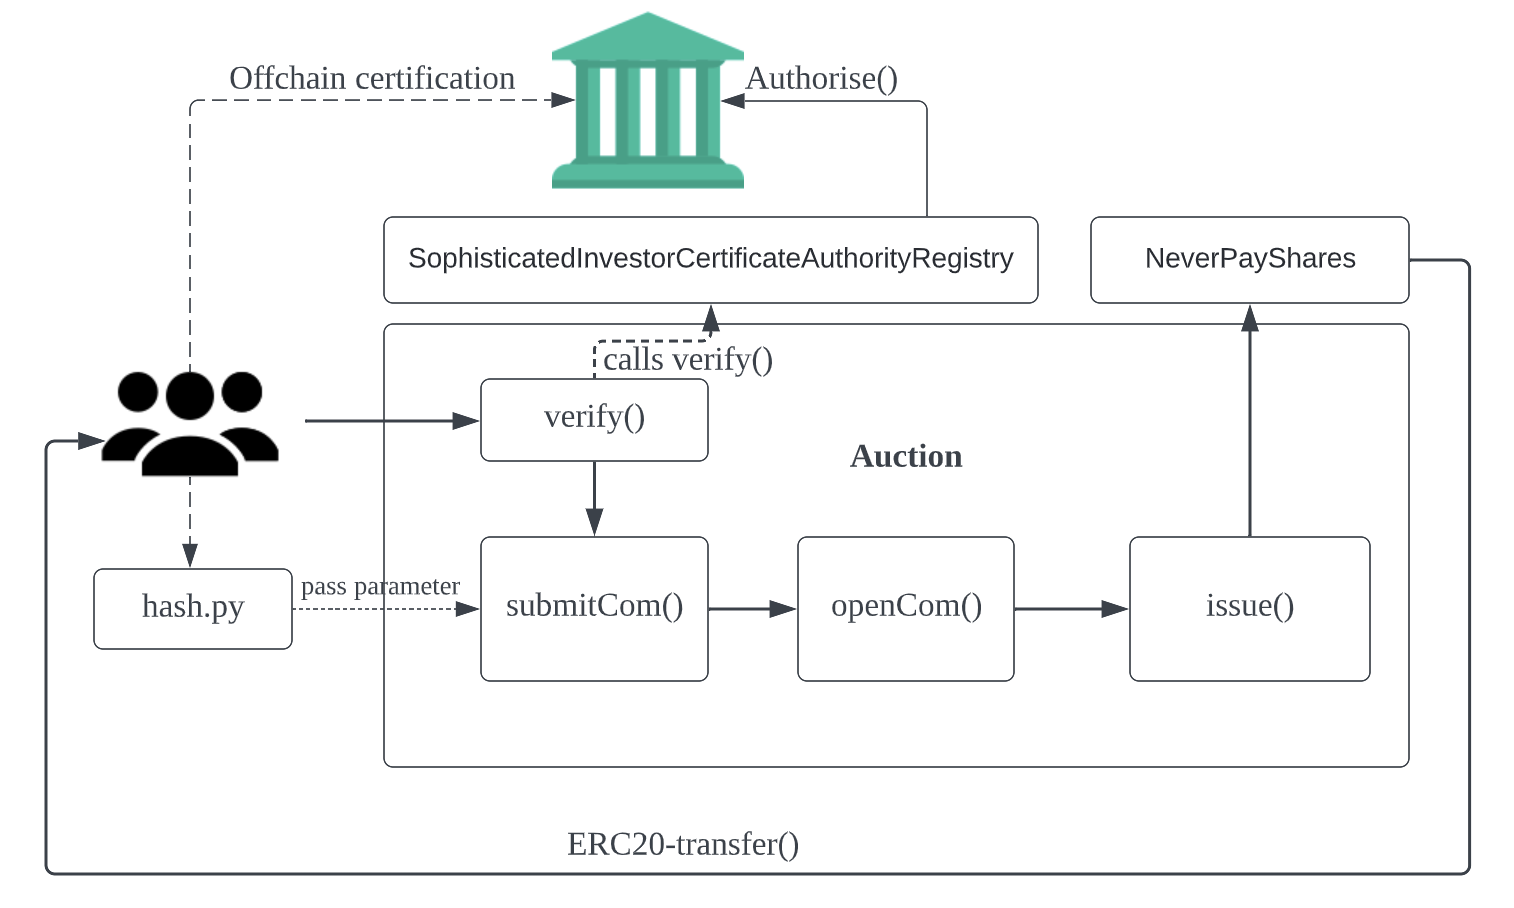 Offchain certification
Authorise()
SophisticatedInvestorCertificateAuthorityRegistry
NeverPayShares
calls verify()
verify()
Auction
hash.py
pass parameter
submitCom()
openCom()
issue()
ERC20-transfer()